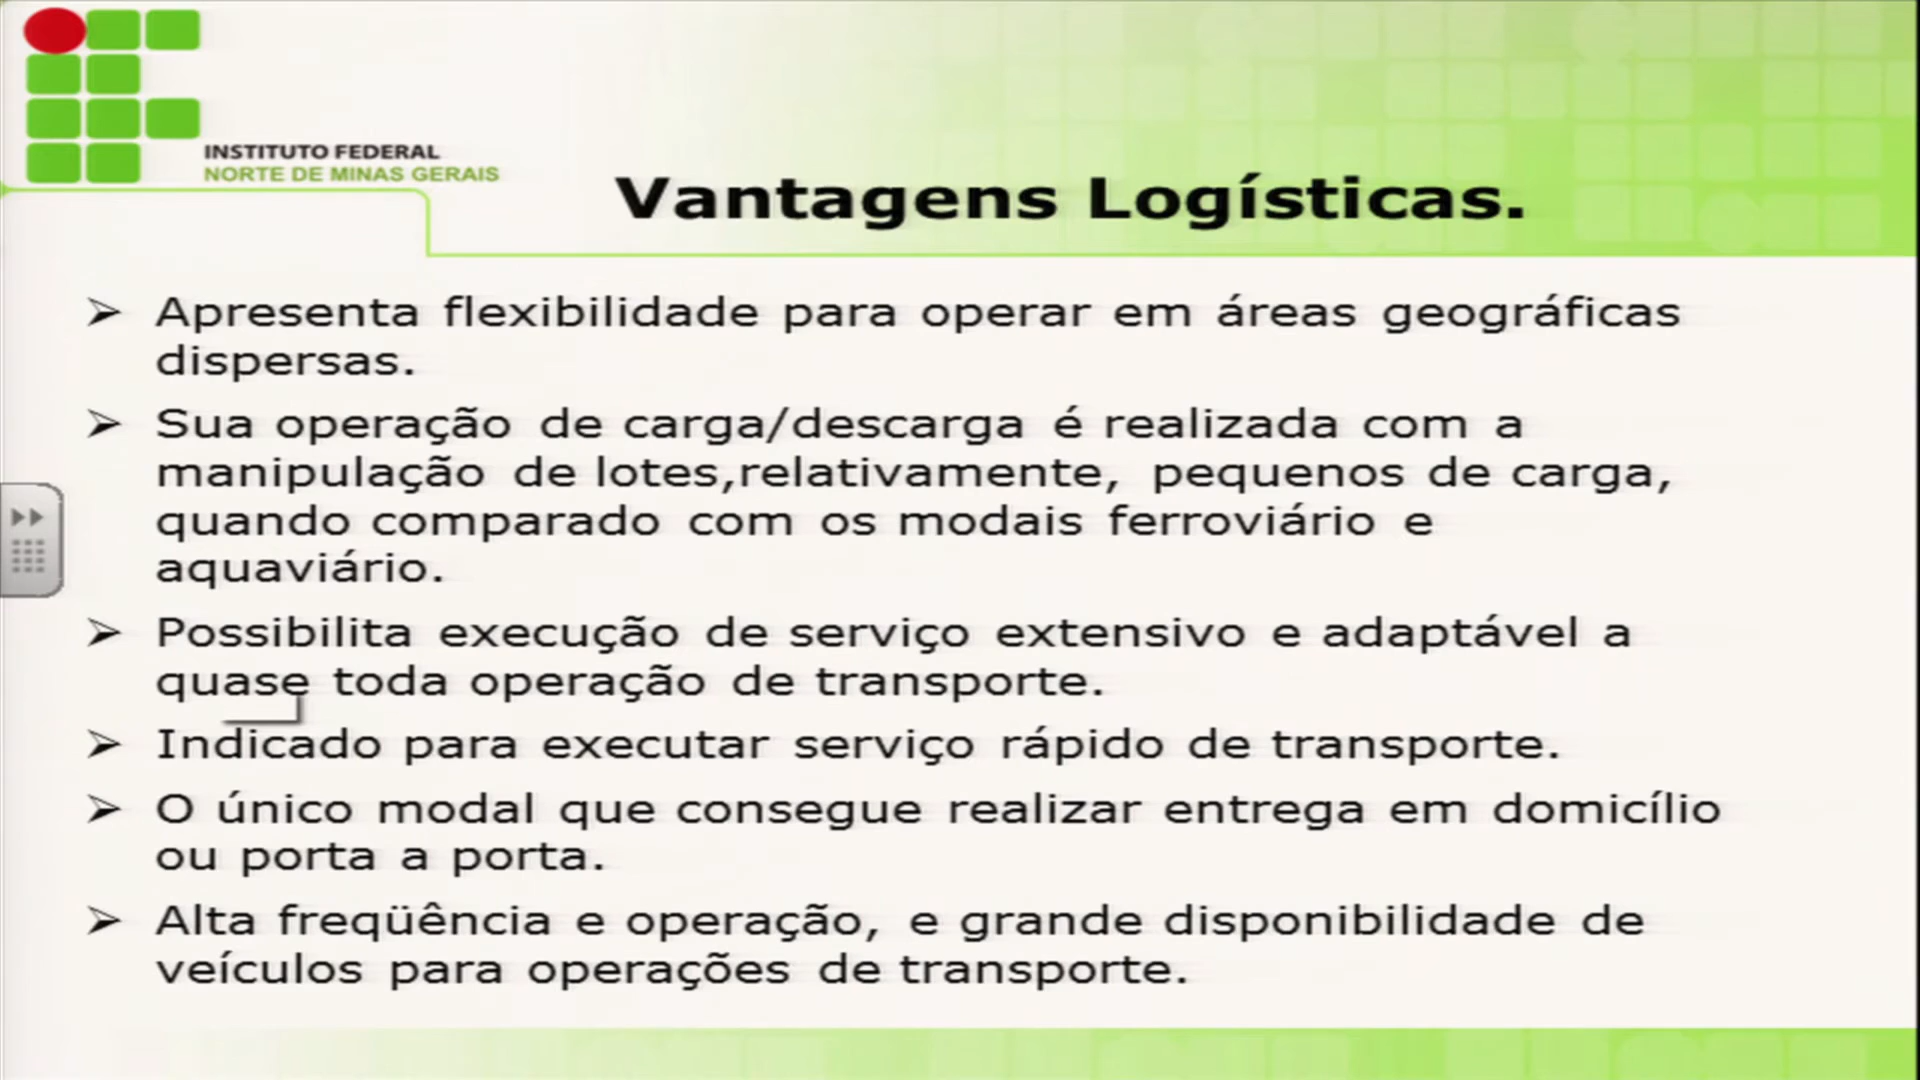 INSTITUTO FEDERAL
NORTE DE MINAS GERAIS
Vantagens Logísticas.
Apresenta flexibilidade para operar em áreas geográficas
dispersas.
Sua operação de carga/descarga é realizada com a
manipulação de lotes,relativamente, pequenos de carga,
quando comparado com os modais ferroviário e
aquaviário.
Possibilita execução de serviço extensivo e adaptável a
quase toda operação de transporte.
Indicado para executar serviço rápido de transporte.
O único modal que consegue realizar entrega em domicílio
ou porta a porta.
Alta freqüência e operação, e grande disponibilidade de
veículos para operações de transporte.